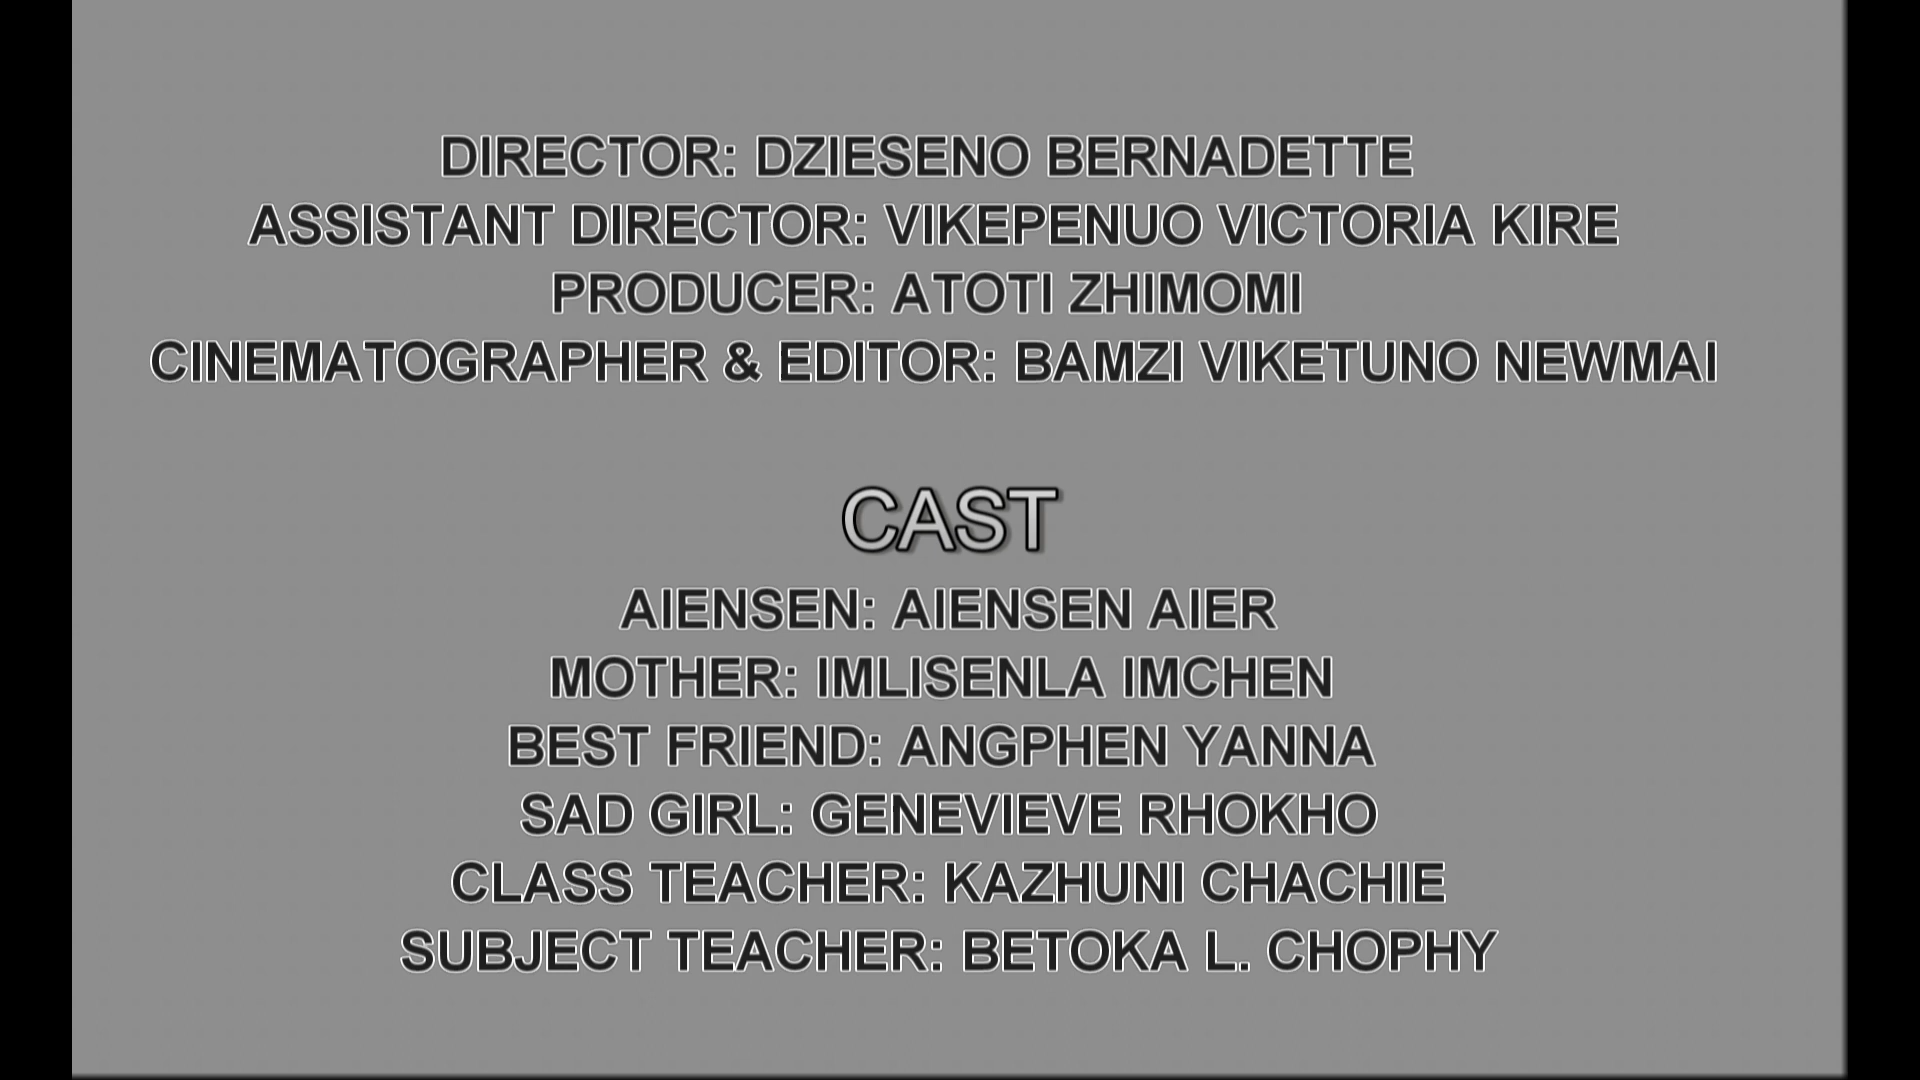 DIRECTOR: DZIESENO BERNADETTE
ASSISTANT DIRECTOR: VIKEPENUO VICTORIA KIRE
PRODUCER: ATOTI ZHIMOMI
CINEMATOGRAPHER & EDITOR: BAMZI VIKETUNO NEWMAI
CAST
AIENSEN: AIENSEN AIER
MOTHER: IMLISENLA IMCHEN
BEST FRIEND: ANGPHEN YANNA
SAD GIRL: GENEVIEVE RHOKHO
CLASS TEACHER: KAZHUNI CHACHIE
SUBJECT TEACHER: BETOKA L. CHOPHY